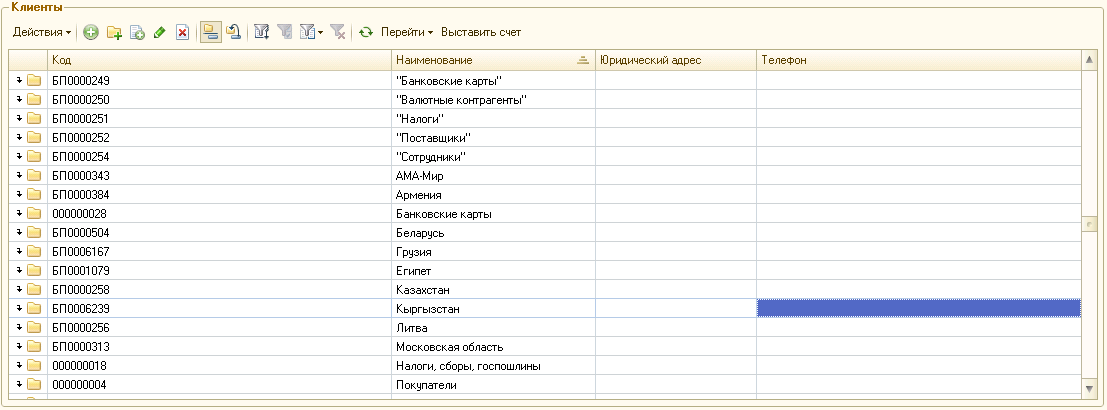 Клиенты
Действия Перейти Выставить счет
Код Наименование Юридический адрес Телефон
БП0000249 "Банковские карты"
БП0000250 "Валютные контрагенты"
БП0000251 "Налоги"
БП0000252 "Поставщики"
БП0000254 "Сотрудники"
БП0000343 АМА-Мир
БП0000384 Армения
000000028 Банковские карты
БП0000504 Беларусь
БП0006167 Грузия
БП0001079 Египет
БП0000258 Казахстан
БП0006239 Кыргызстан
БП0000256 Литва
БП0000313 Московская область
000000018 Налоги, сборы, госпошлины
000000004 Покупатели